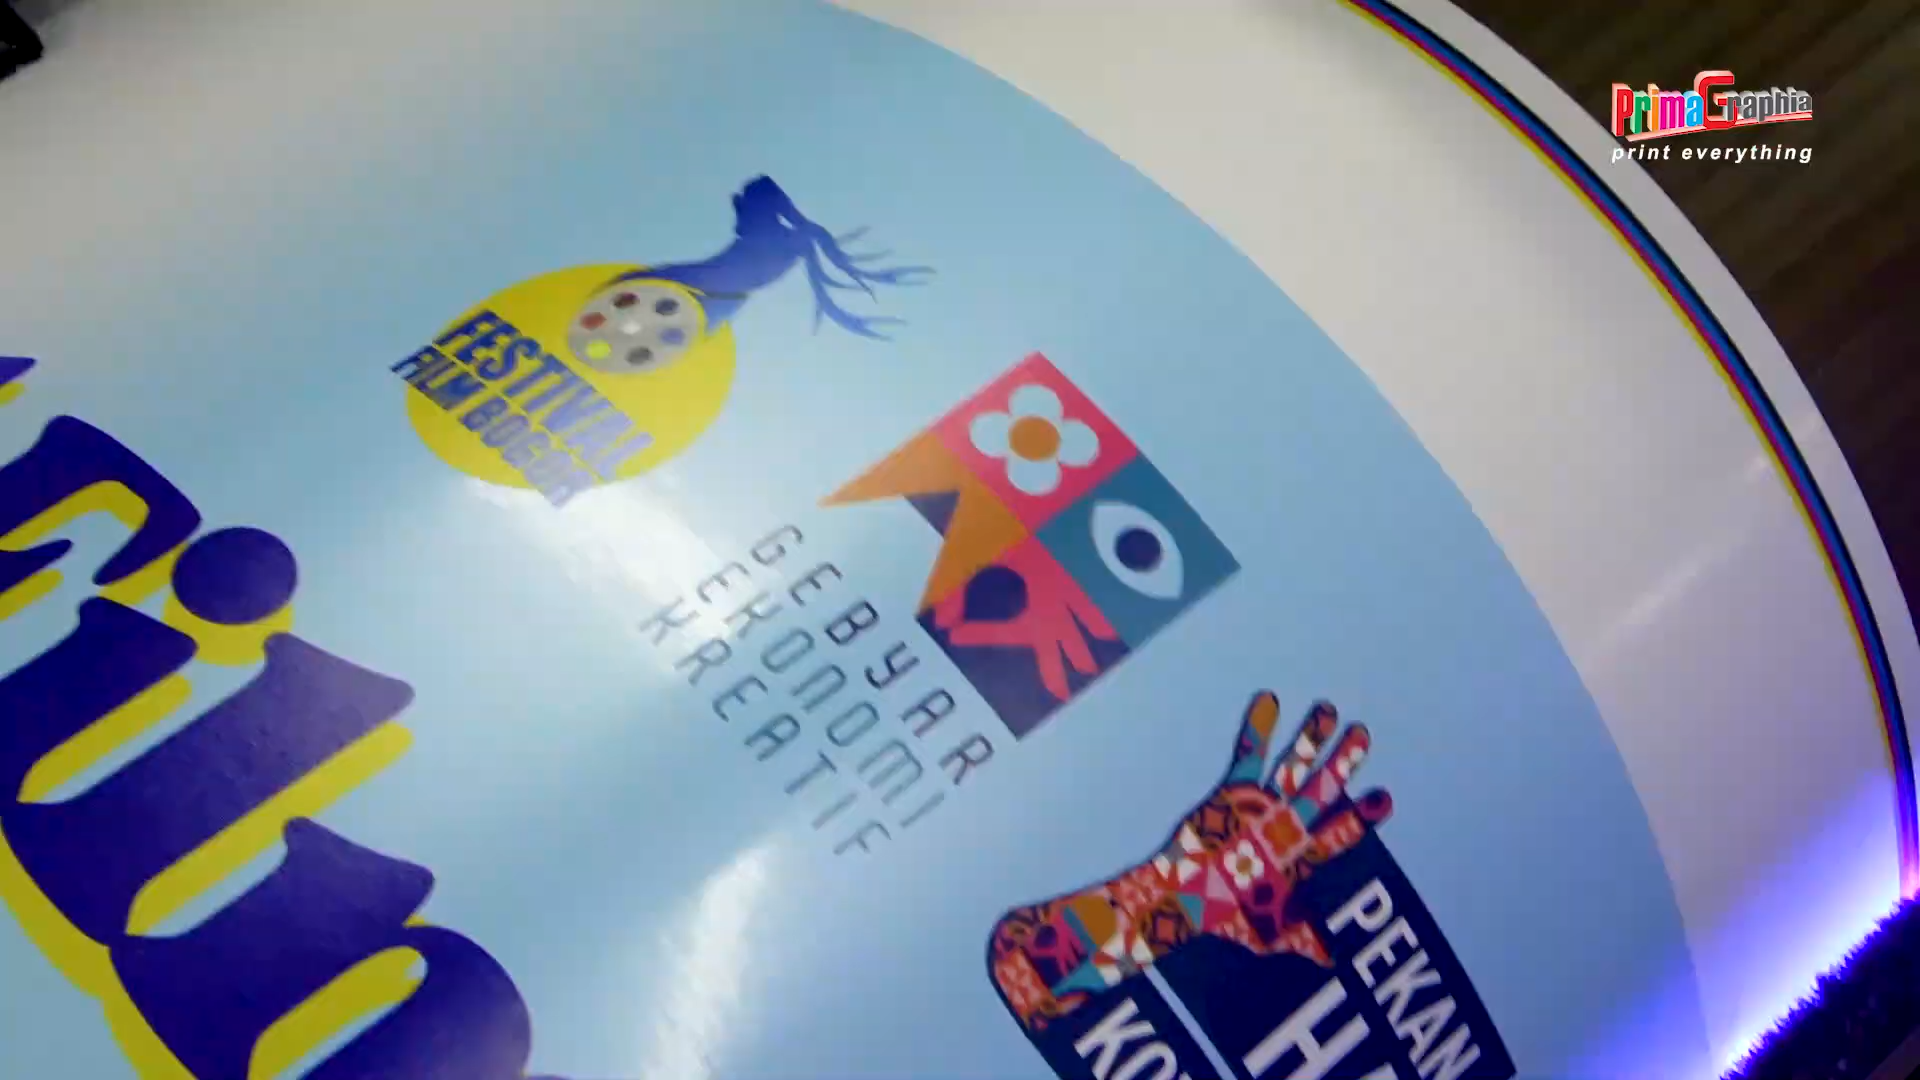 PrimaGraphia
print everything
FESTIVAL
FILM BOGOR
GEBYAR
EKONOMI
KREATIF
PEKAN